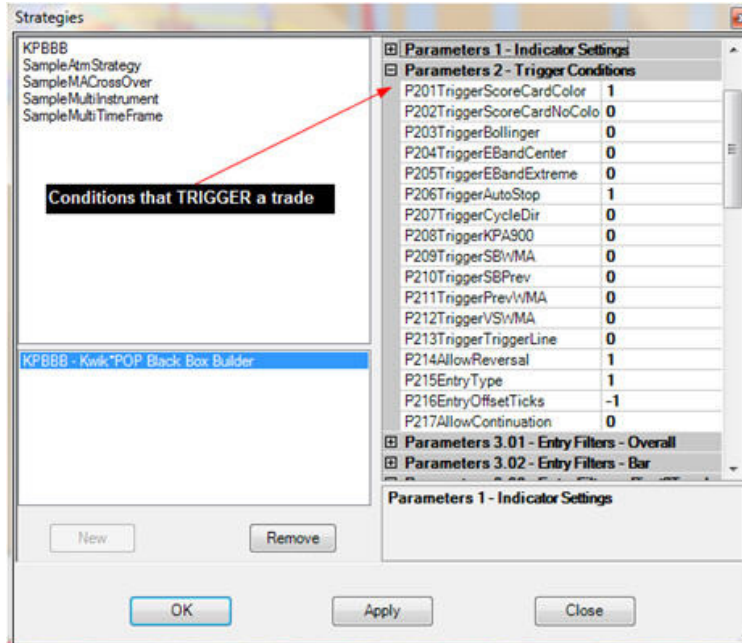 Strategies
KPBBB
SampleAtmStrategy
SampleMACrossOver
SampleMultiInstrument
SampleMultiTimeFrame
Conditions that TRIGGER a trade
KPBBB - Kwik*POP Black Box Builder
New
Remove
Parameters 1 - Indicator Settings
Parameters 2 - Trigger Conditions
P201TriggerScoreCardColor 1
P202TriggerScoreCardNoColo 0
P203TriggerBollinger 0
P204TriggerEBandCenter 0
P205TriggerEBandExtreme 0
P206TriggerAutoStop 1
P207TriggerCycleDir 0
P208TriggerKPA900 0
P209TriggerSBWMA 0
P210TriggerSBPrev 0
P211TriggerPrevWMA 0
P212TriggerVSWMA 0
P213TriggerTriggerLine 0
P214AllowReversal 1
P215EntryType 1
P216EntryOffsetTicks -1
P217AllowContinuation 0
Parameters 3.01 - Entry Filters - Overall
Parameters 3.02 - Entry Filters - Bar
Parameters 1 - Indicator Settings
OK
Apply
Close